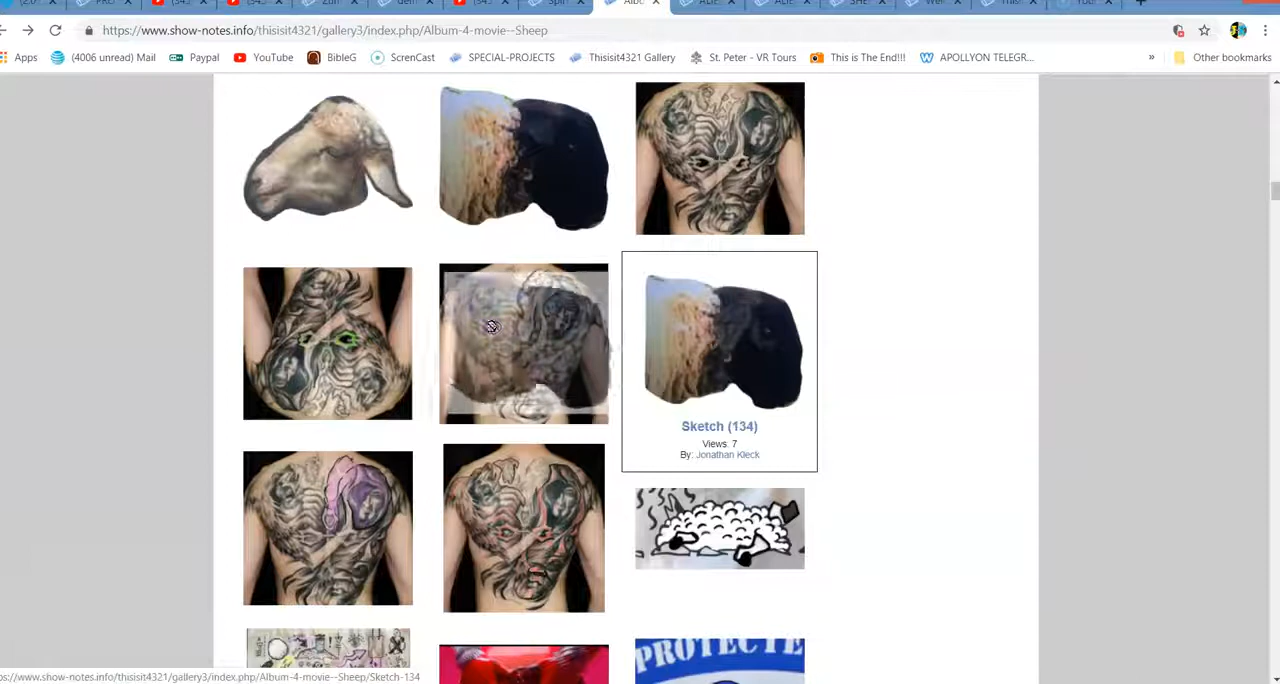 https://www.show-notes.info/thisisit4321/gallery3/index.php/Album-4-movie--Sheep
Apps
(4006 unread) Mail
Paypal
YouTube
BibleG
ScrenCast
SPECIAL-PROJECTS
Thisisit4321 Gallery
St. Peter - VR Tours
This is The End!!!
APOLLYON TELEGR...
»
Other bookmarks
Sketch (134)
Views: 7
By: Jonathan Kleck
PROTECTE
ps://www.show-notes.info/thisisit4321/gallery3/index.php/Album-4-movie--Sheep/Sketch-134